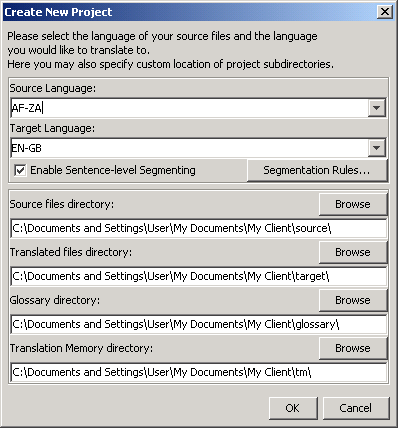 Create New Project
Please select the language of your source files and the language
you would like to translate to.
Here you may also specify custom location of project subdirectories.
Source Language:
AF-ZA
Target Language:
EN-GB
Enable Sentence-level Segmenting
Segmentation Rules...
Source files directory:
Browse
C:\Documents and Settings\User\My Documents\My Client\source\
Translated files directory:
Browse
C:\Documents and Settings\User\My Documents\My Client\target\
Glossary directory:
Browse
C:\Documents and Settings\User\My Documents\My Client\glossary\
Translation Memory directory:
Browse
C:\Documents and Settings\User\My Documents\My Client\tm\
OK
Cancel